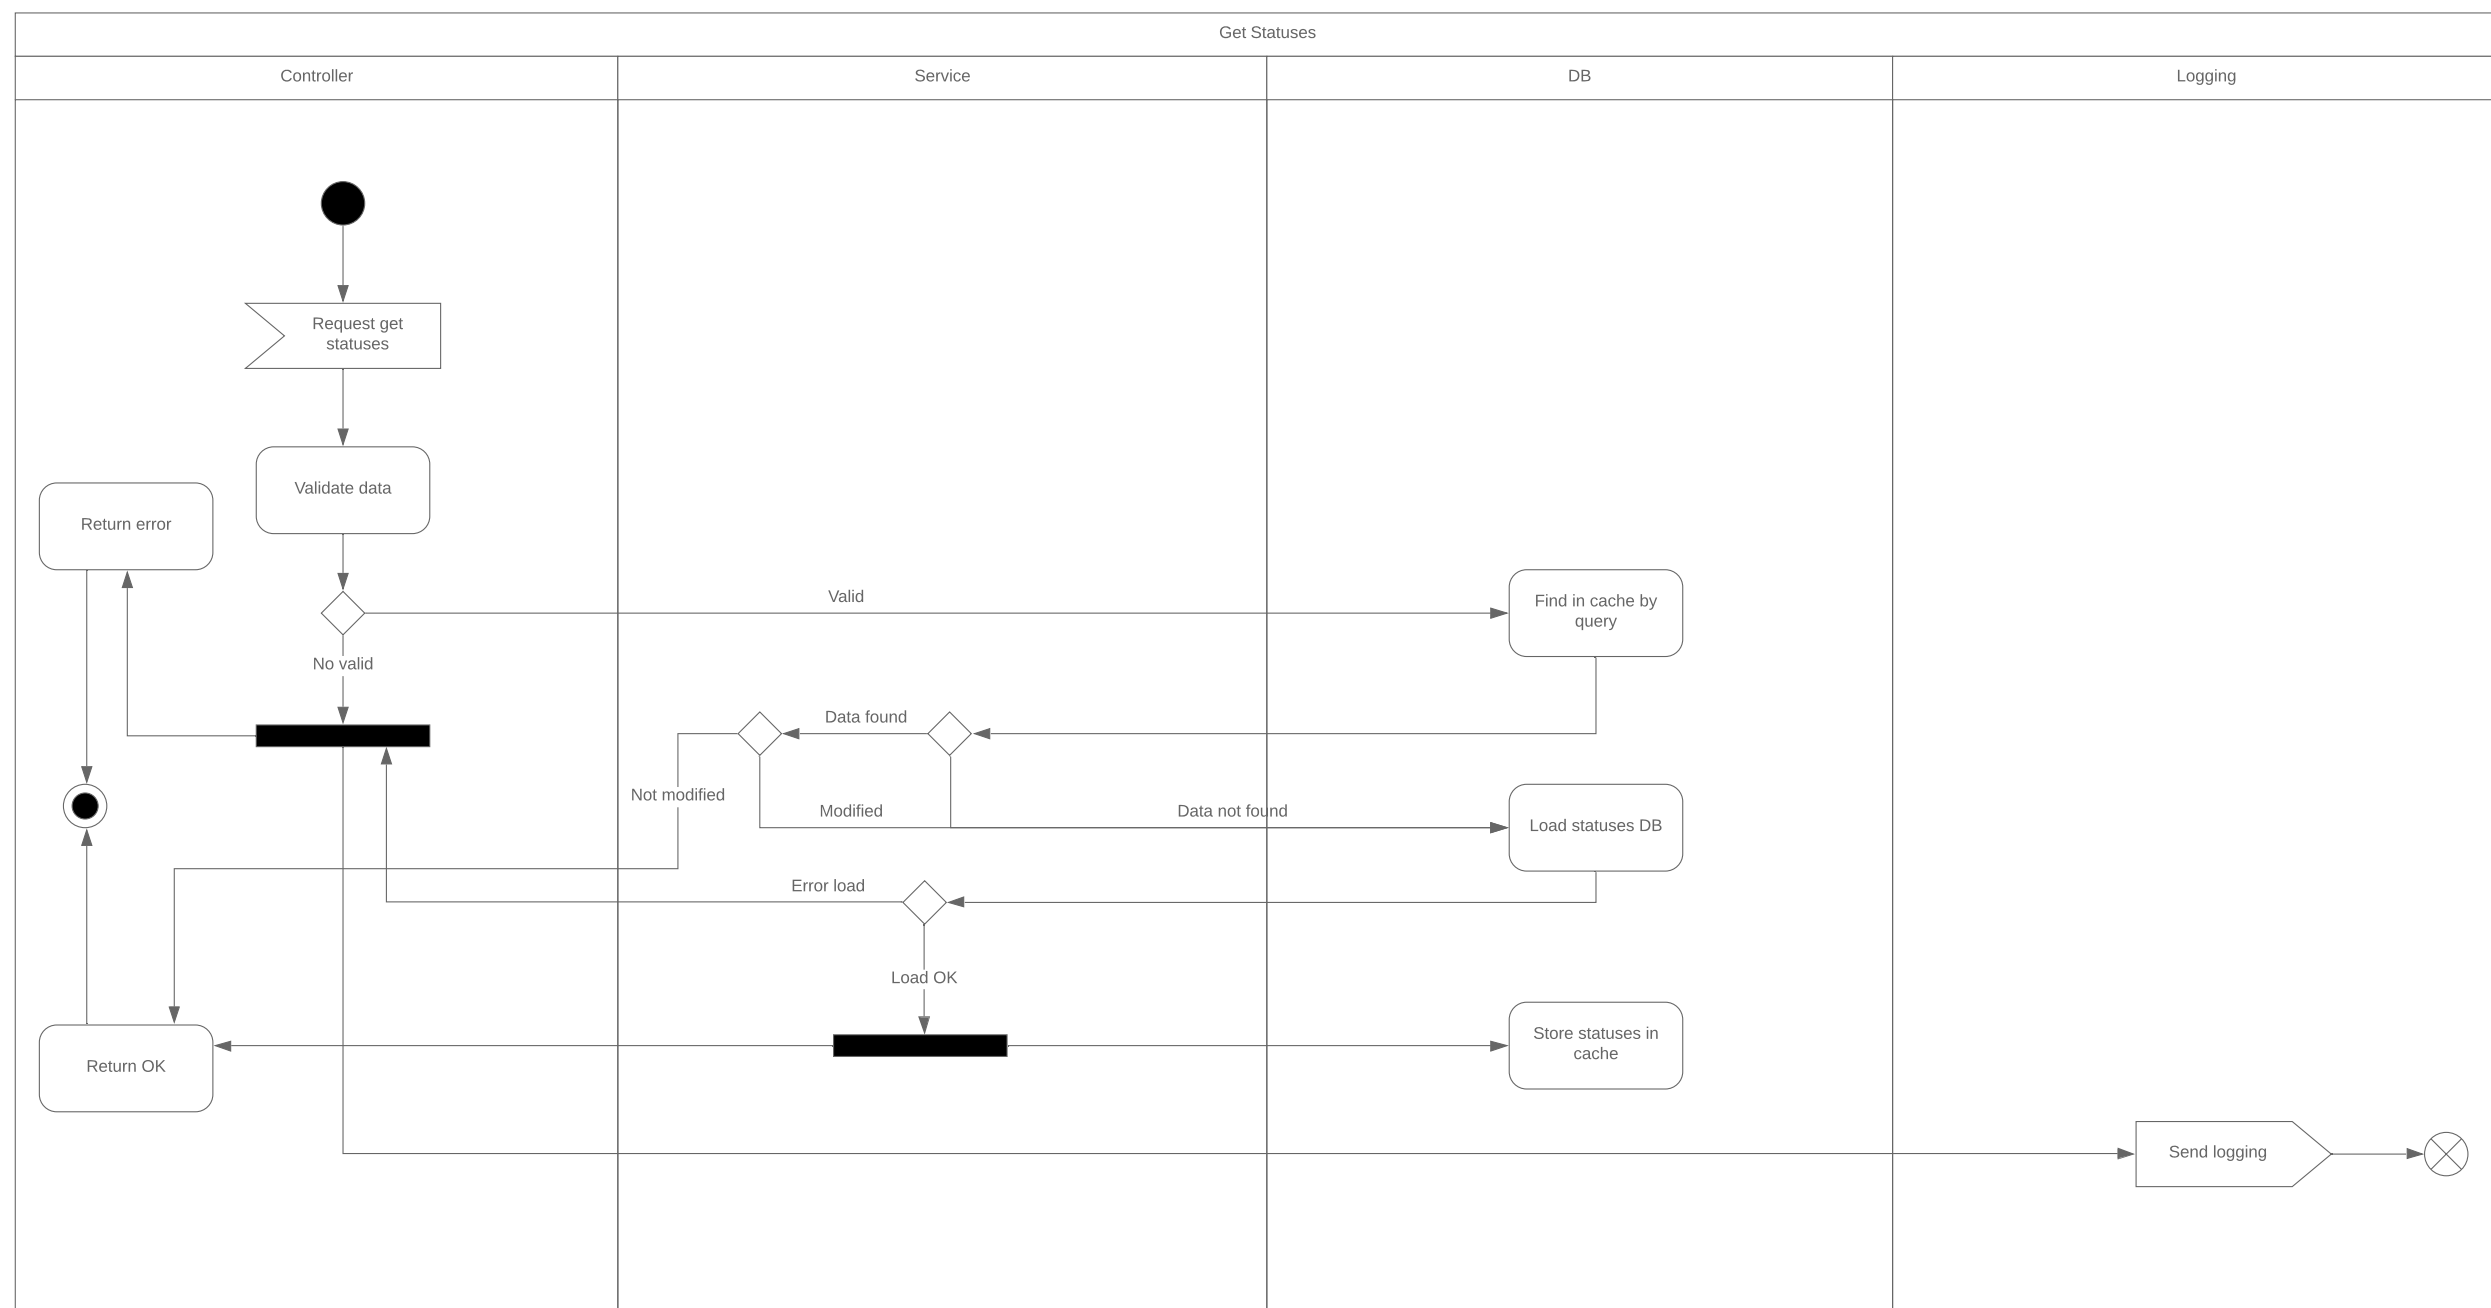 Get Statuses
Controller
Service
DB
Logging
Request get
statuses
Validate data
Return error
Valid
Find in cache by
query
No valid
Data found
Not modified
Modified
Data not found
Load statuses DB
Error load
Load OK
Store statuses in
cache
Return OK
Send logging